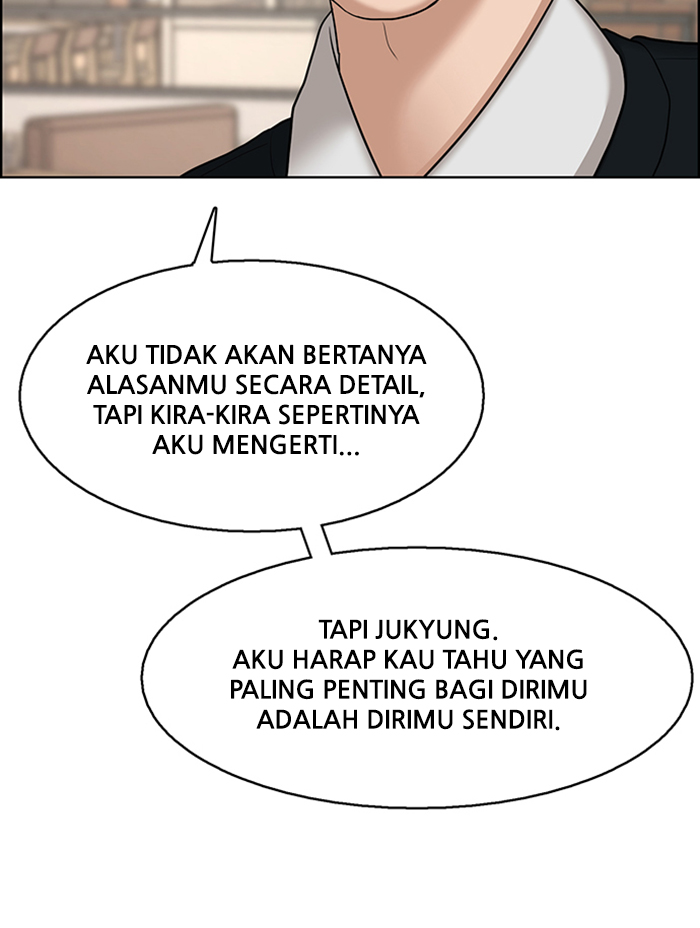 AKU TIDAK AKAN BERTANYA
ALASANMU SECARA DETAIL,
TAPI KIRA-KIRA SEPERTINYA
AKU MENGERTI...
TAPI JUKYUNG.
AKU HARAP KAU TAHU YANG
PALING PENTING BAGI DIRIMU
ADALAH DIRIMU SENDIRI.